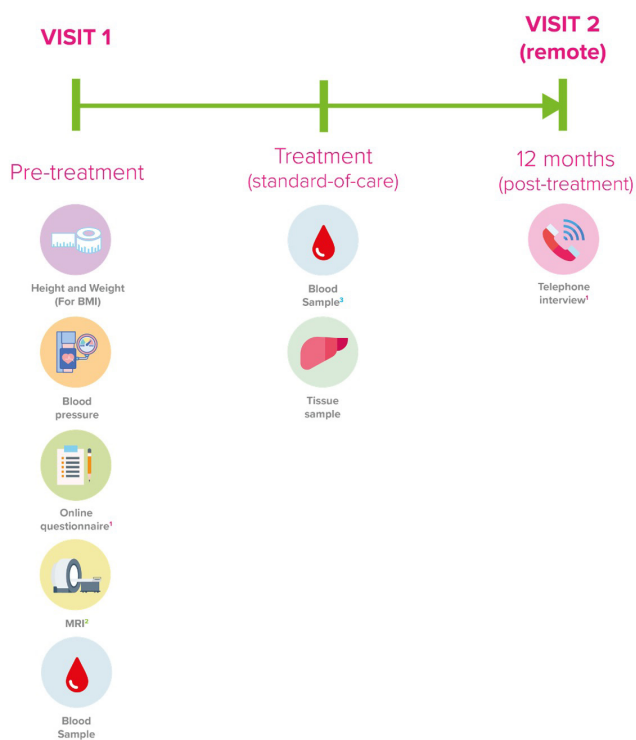 VISIT 1
VISIT 2
(remote)
Pre-treatment
Treatment
(standard-of-care)
12 months
(post-treatment)
Height and Weight
(For BMI)
Blood
pressure
Online
questionnaire¹
MRI²
Blood
Sample
Blood
Sample³
Tissue
sample
Telephone
interview¹